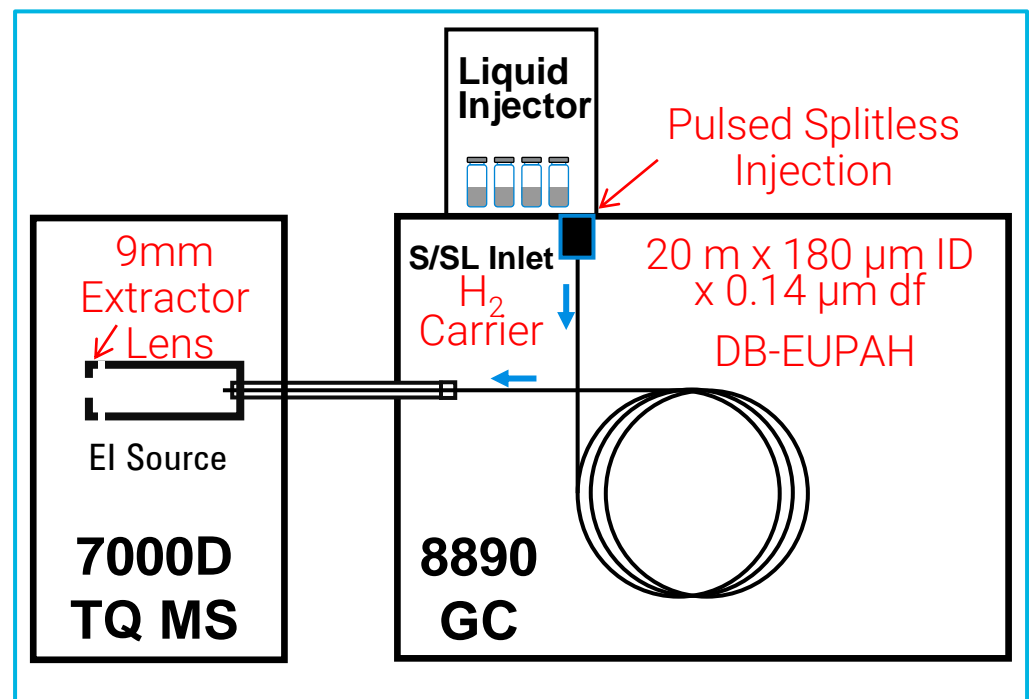 Liquid
Injector
Pulsed Splitless
Injection
9mm
Extractor
Lens
S/SL Inlet
H₂
Carrier
20 m x 180 µm ID
x 0.14 µm df
DB-EUPAH
EI Source
7000D
TQ MS
8890
GC